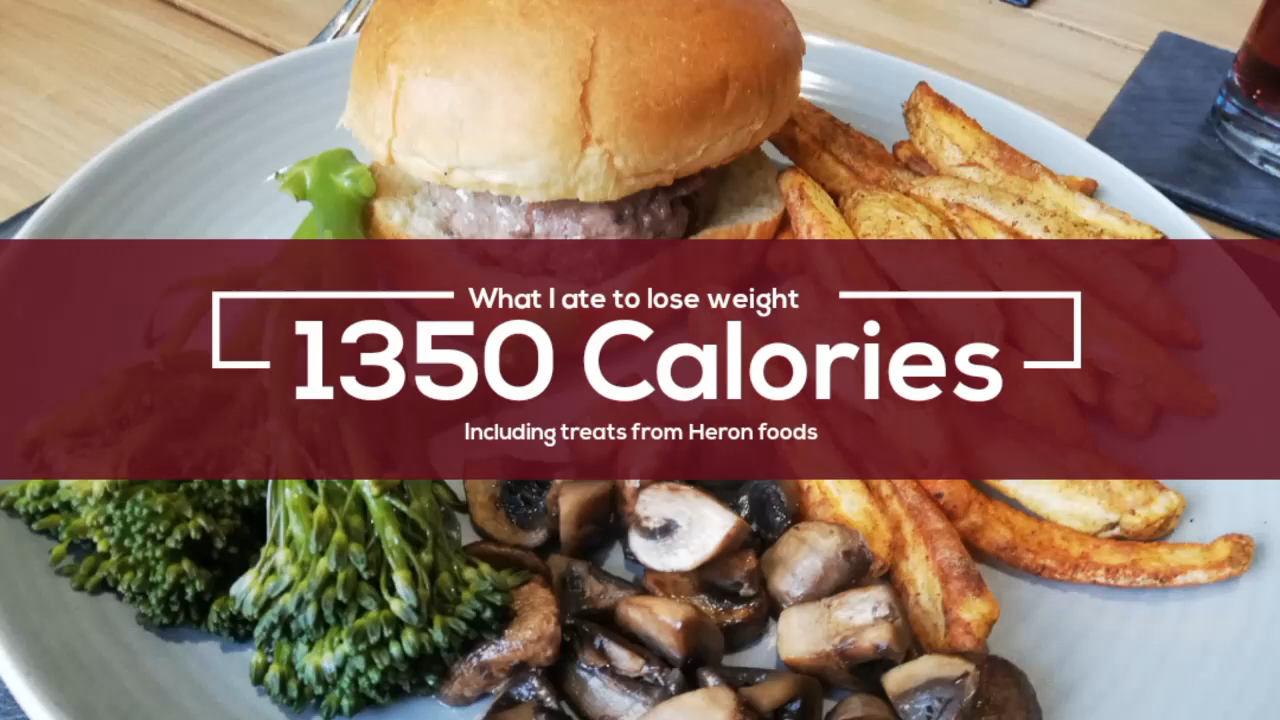 What I ate to lose weight
1350 Calories
Including treats from Heron foods